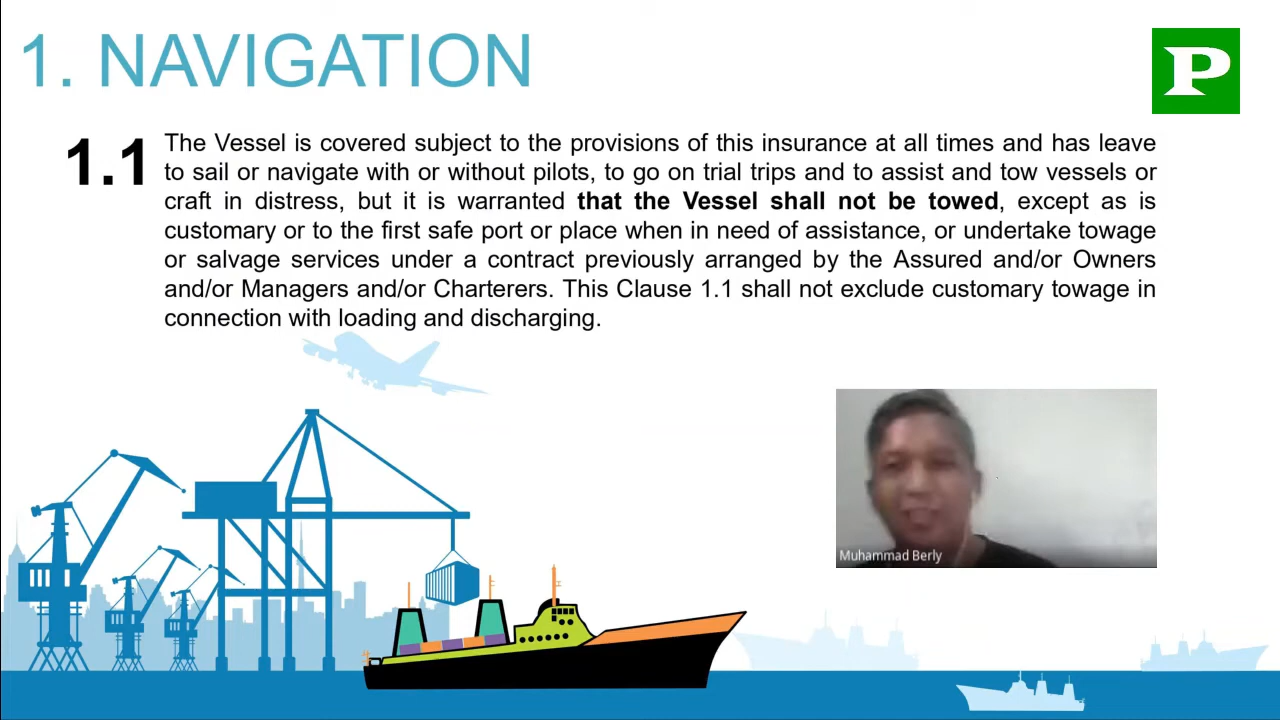 1. NAVIGATION
P
1.1
The Vessel is covered subject to the provisions of this insurance at all times and has leave
to sail or navigate with or without pilots, to go on trial trips and to assist and tow vessels or
craft in distress, but it is warranted that the Vessel shall not be towed, except as is
customary or to the first safe port or place when in need of assistance, or undertake towage
or salvage services under a contract previously arranged by the Assured and/or Owners
and/or Managers and/or Charterers. This Clause 1.1 shall not exclude customary towage in
connection with loading and discharging.
Muhammad Berly